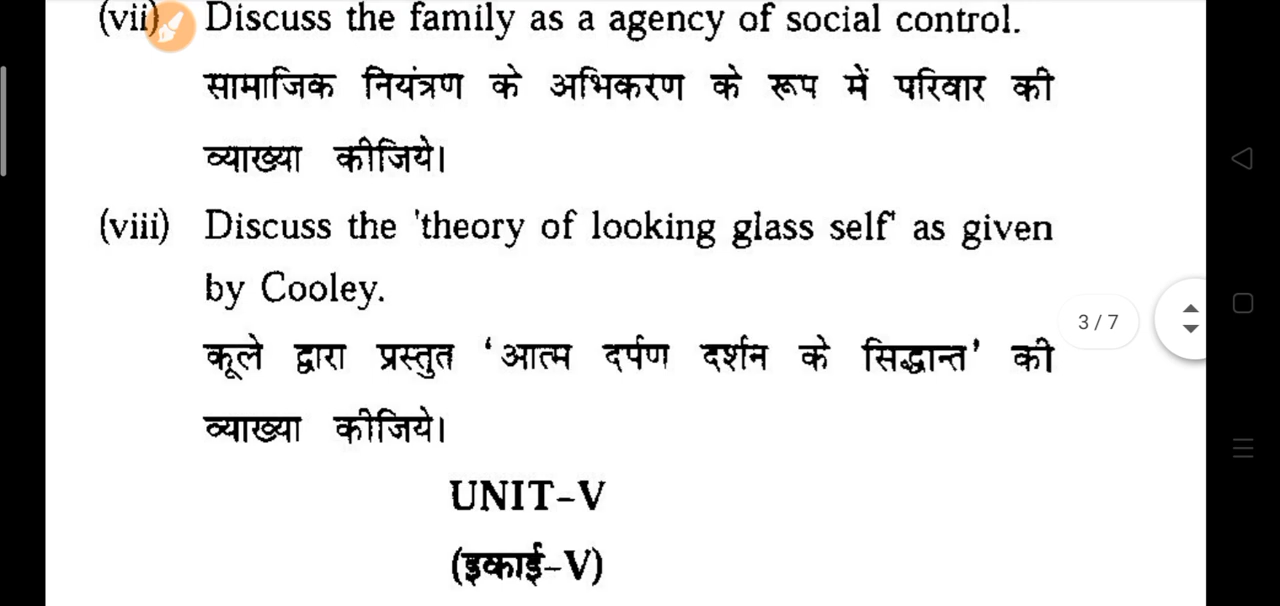 (vii) Discuss the family as a agency of social control.
सामाजिक नियंत्रण के अभिकरण के रूप में परिवार की
व्याख्या कीजिये।
(viii) Discuss the 'theory of looking glass self' as given
by Cooley.
कूले द्वारा प्रस्तुत ‘आत्म दर्पण दर्शन के सिद्धान्त’ की
व्याख्या कीजिये।
3 / 7
UNIT-V
(इकाई-V)